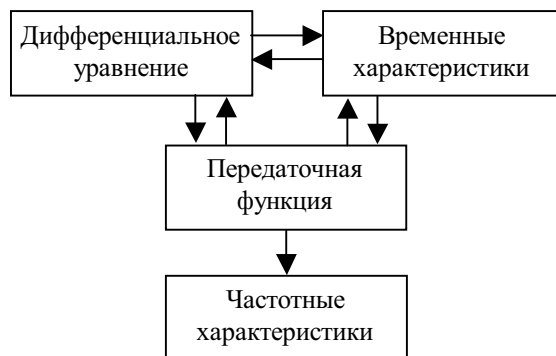 Дифференциальное
уравнение
Временные
характеристики
Передаточная
функция
Частотные
характеристики